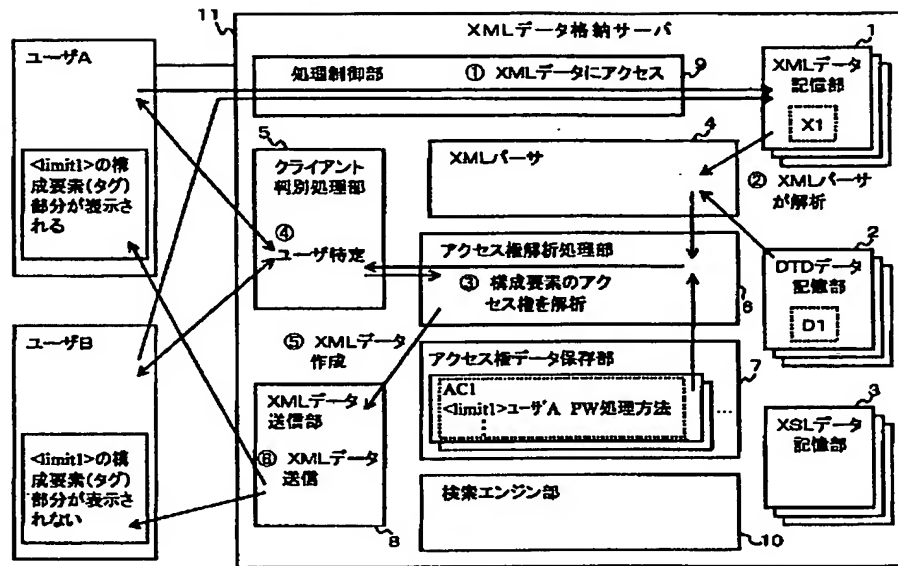 11
XMLデータ格納サーバ
ユーザA
<limit1>の構
成要素(タグ)
部分が表示さ
れる
ユーザB
<limit1>の構
成要素(タグ)
部分が表示さ
れない
処理制御部
① XMLデータにアクセス
9
1
XMLデータ
記憶部
X1
5
クライアント
判別処理部
④
ユーザ特定
4
XMLパーサ
② XMLパーサ
が解析
アクセス権解析処理部
③ 構成要素のアク
セス権を解析
6
2
DTDデータ
記憶部
D1
⑤ XMLデータ
作成
アクセス権データ保存部
7
AC1
<limit1>ユーザA PW処理方法
...
XMLデータ
送信部
⑥ XMLデータ
送信
8
3
XSLデータ
記憶部
検索エンジン部
10